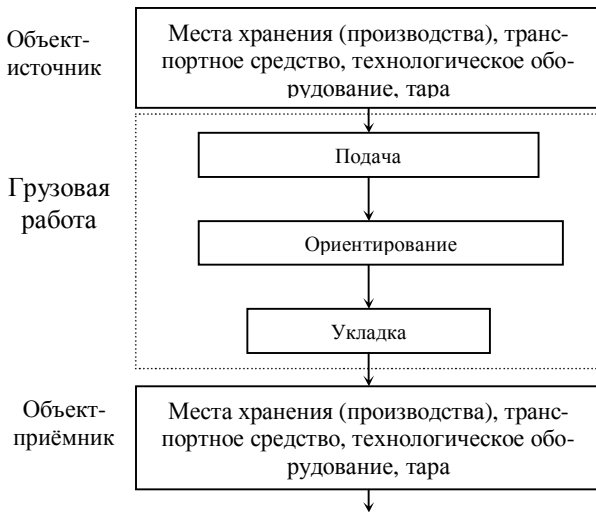 Объект-
источник
Места хранения (производства), транс-
портное средство, технологическое обо-
рудование, тара
Подача
Грузовая
работа
Ориентирование
Укладка
Объект-
приёмник
Места хранения (производства), транс-
портное средство, технологическое обо-
рудование, тара